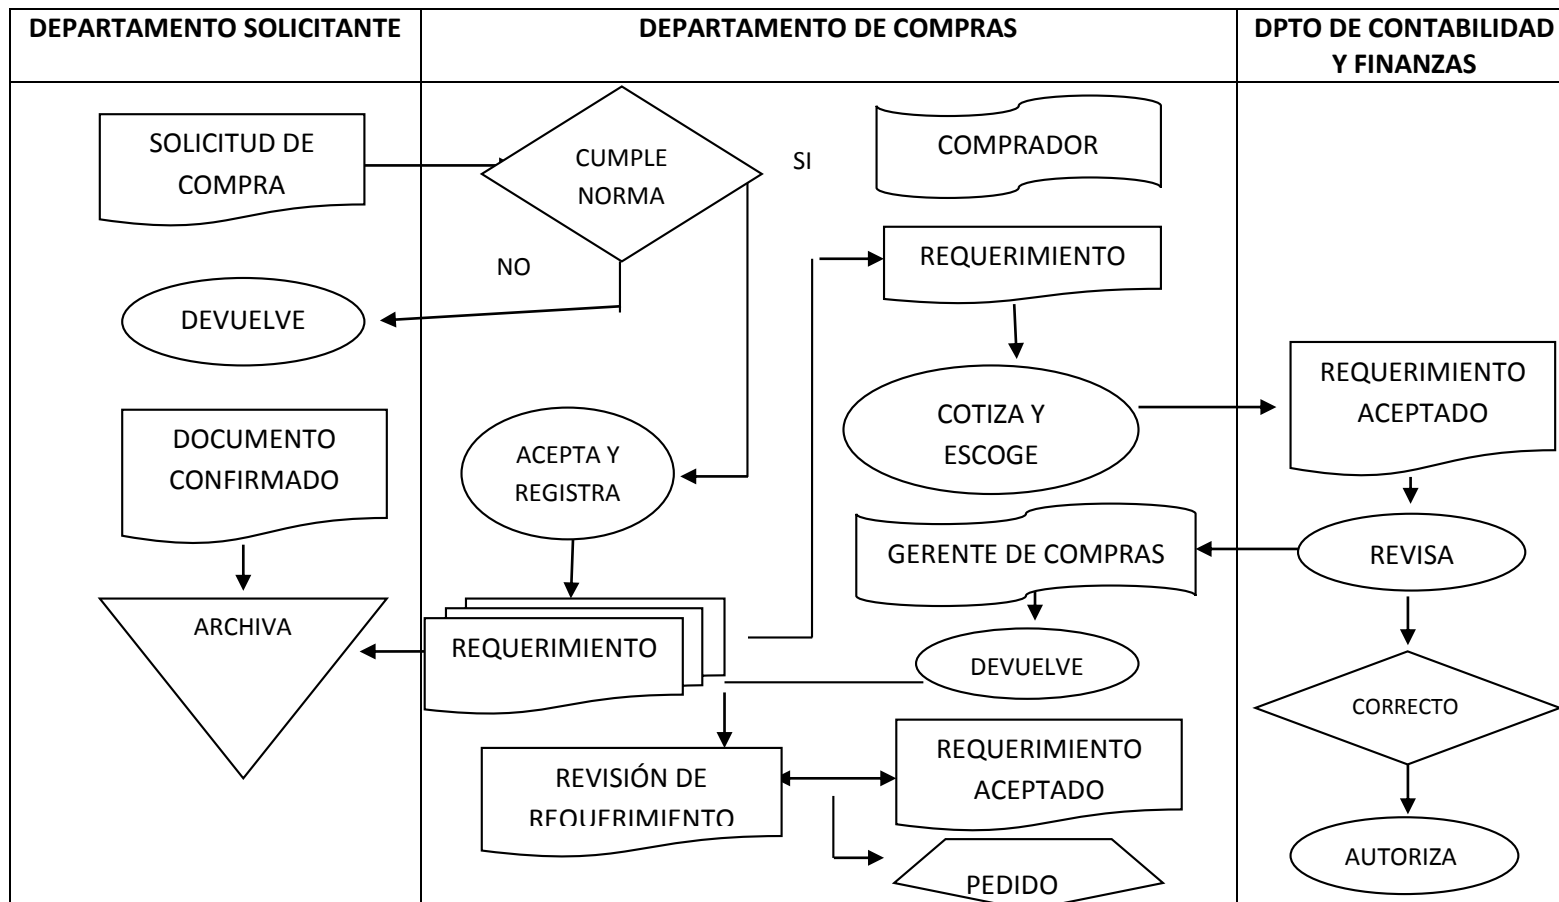 DEPARTAMENTO SOLICITANTE
DEPARTAMENTO DE COMPRAS
DPTO DE CONTABILIDAD
Y FINANZAS
SOLICITUD DE
COMPRA
CUMPLE
NORMA
SI
COMPRADOR
NO
REQUERIMIENTO
DEVUELVE
REQUERIMIENTO
ACEPTADO
DOCUMENTO
CONFIRMADO
ACEPTA Y
REGISTRA
COTIZA Y
ESCOGE
GERENTE DE COMPRAS
REVISA
ARCHIVA
REQUERIMIENTO
DEVUELVE
CORRECTO
REVISIÓN DE
REQUERIMIENTO
REQUERIMIENTO
ACEPTADO
AUTORIZA
PEDIDO